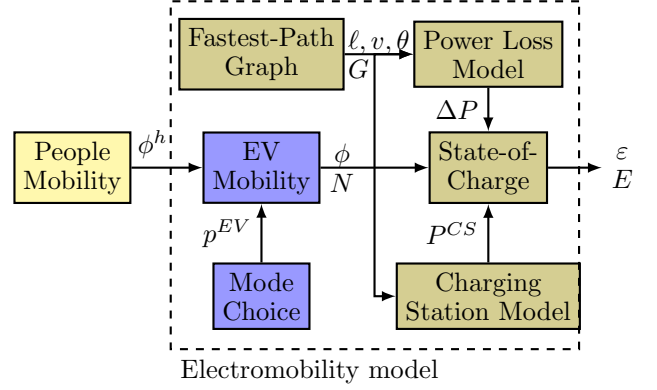 Fastest-Path
Graph
ℓ, v, θ
G
Power Loss
Model
ΔP
People
Mobility
ϕ^h
EV
Mobility
ϕ
N
State-of-
Charge
ε
E
p^{EV}
P^{CS}
Mode
Choice
Charging
Station Model
Electromobility model